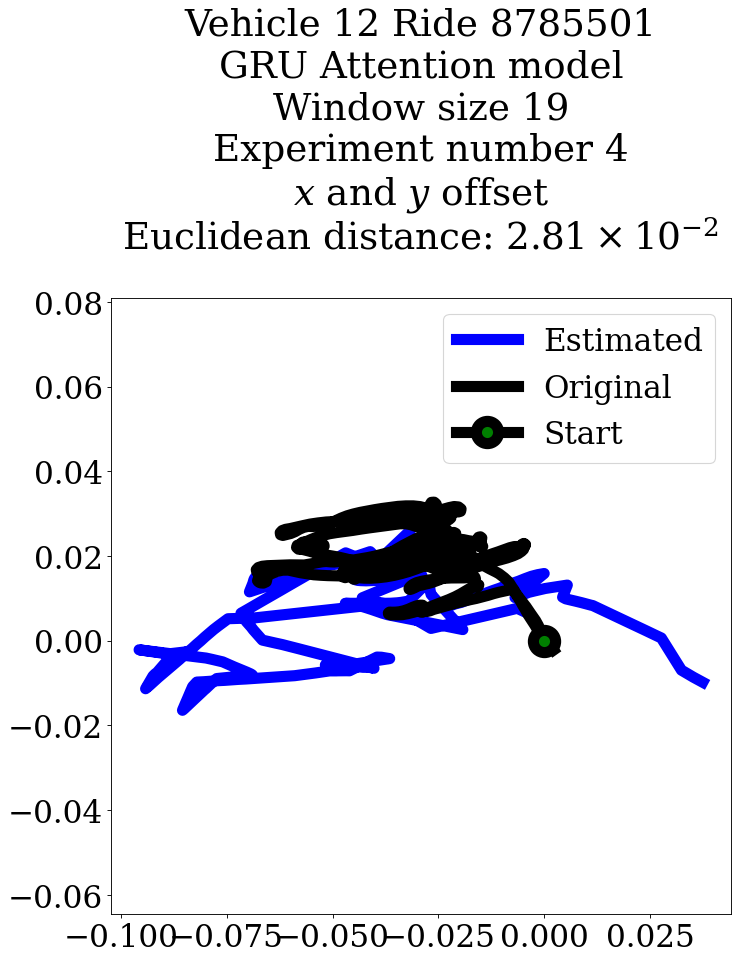 Vehicle 12 Ride 8785501
GRU Attention model
Window size 19
Experiment number 4
x and y offset
Euclidean distance: 2.81 × 10⁻²
0.08
Estimated
0.06
Original
0.04
Start
0.02
0.00
−0.02
−0.04
−0.06
−0.100 −0.075 −0.050 −0.025 0.000 0.025